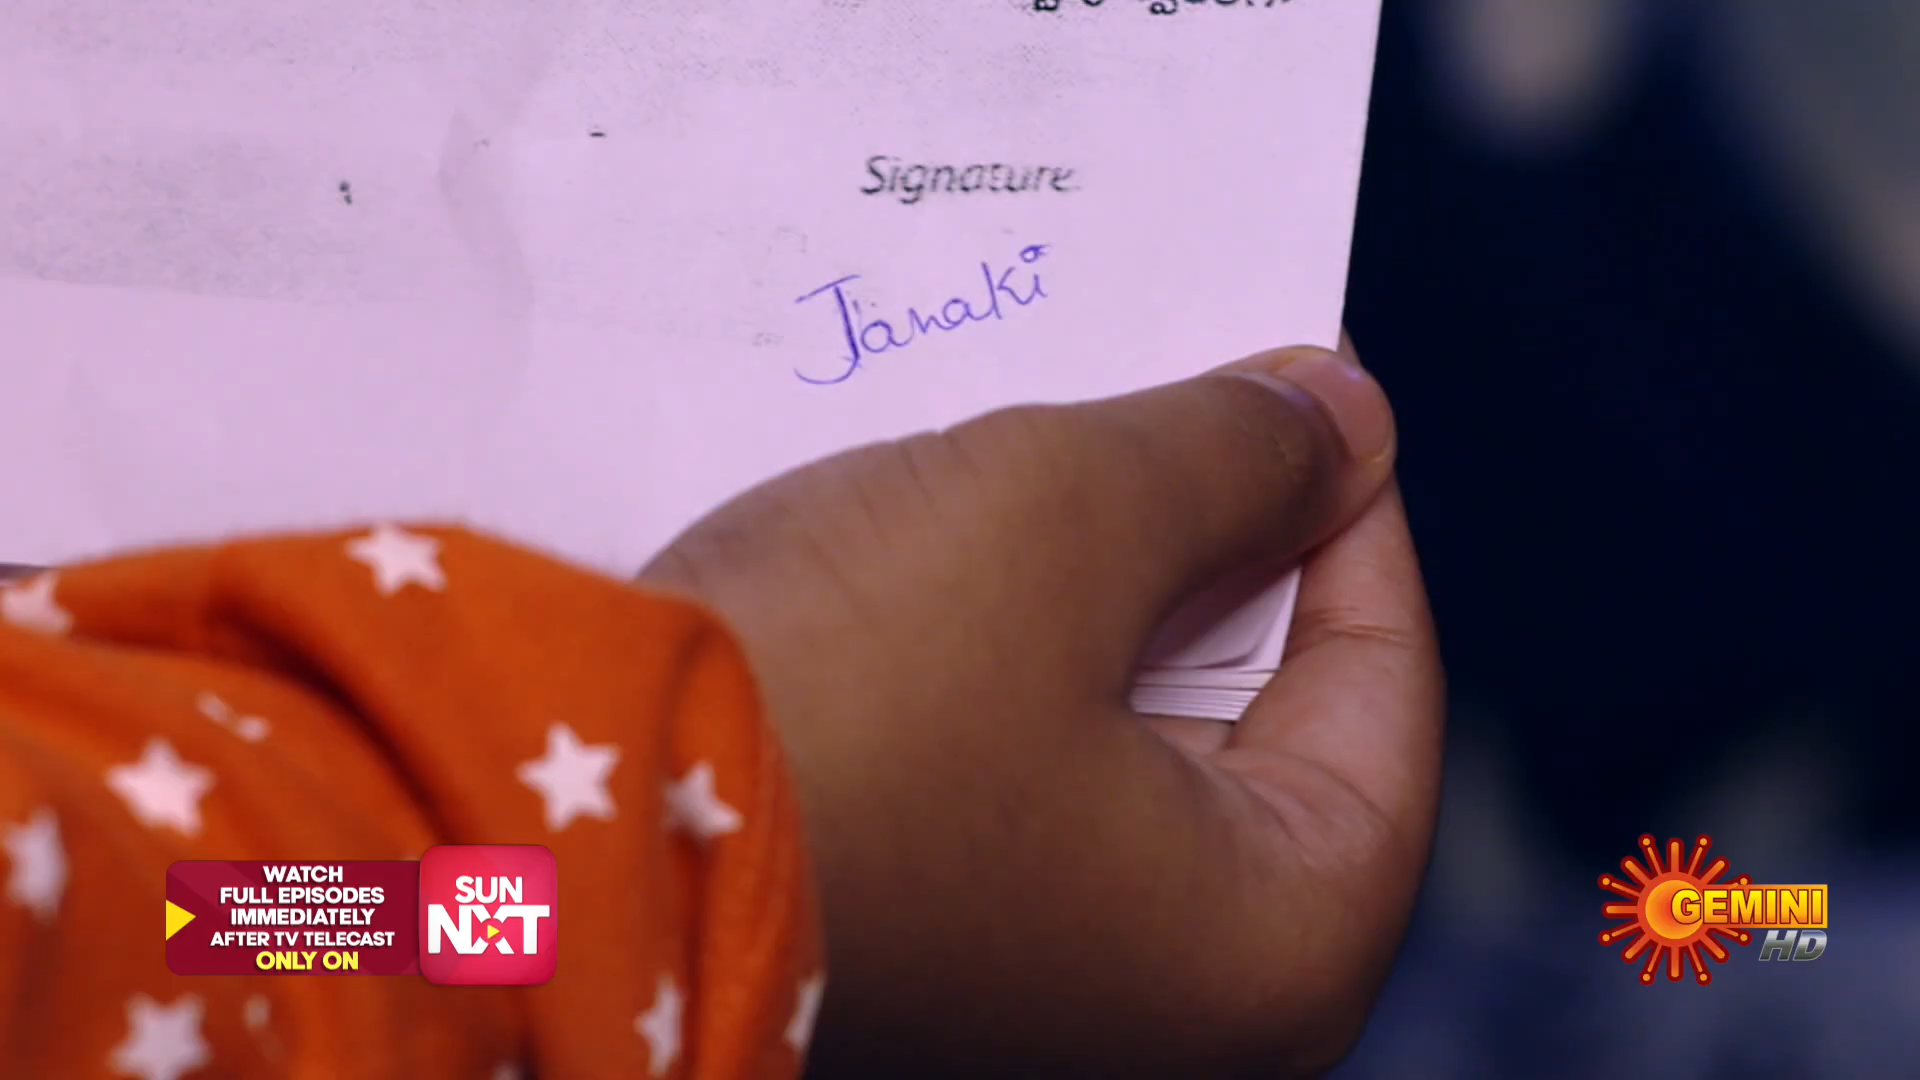 Signature
Janaki
WATCH
FULL EPISODES
IMMEDIATELY
AFTER TV TELECAST
ONLY ON
SUN
NXT
GEMINI
HD